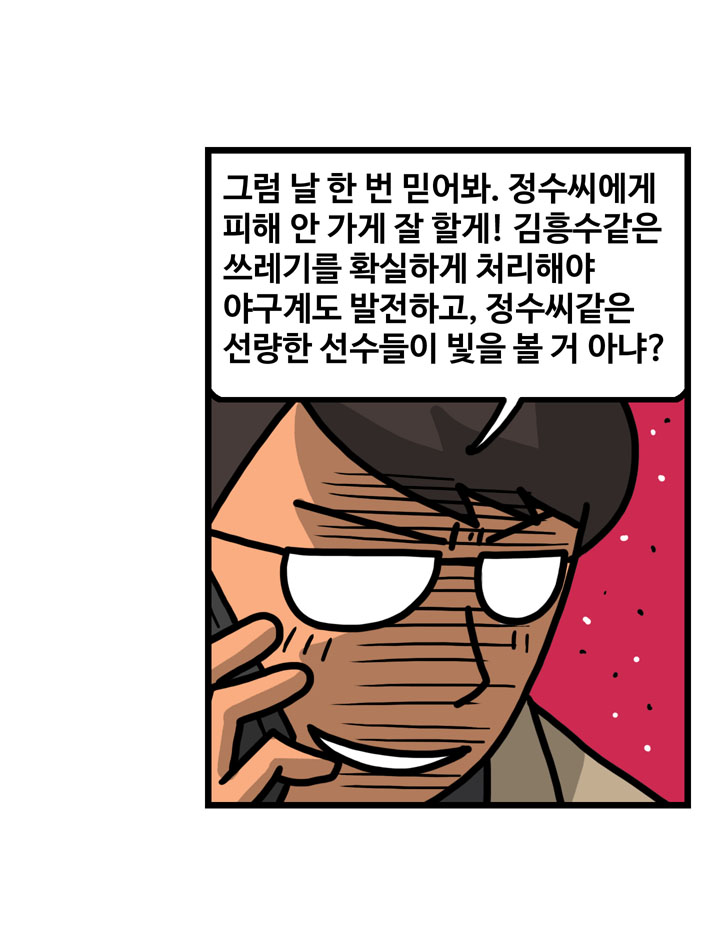 그럼 날 한 번 믿어봐. 정수씨에게
피해 안 가게 잘 할게! 김흥수같은
쓰레기를 확실하게 처리해야
야구계도 발전하고, 정수씨같은
선량한 선수들이 빛을 볼 거 아냐?